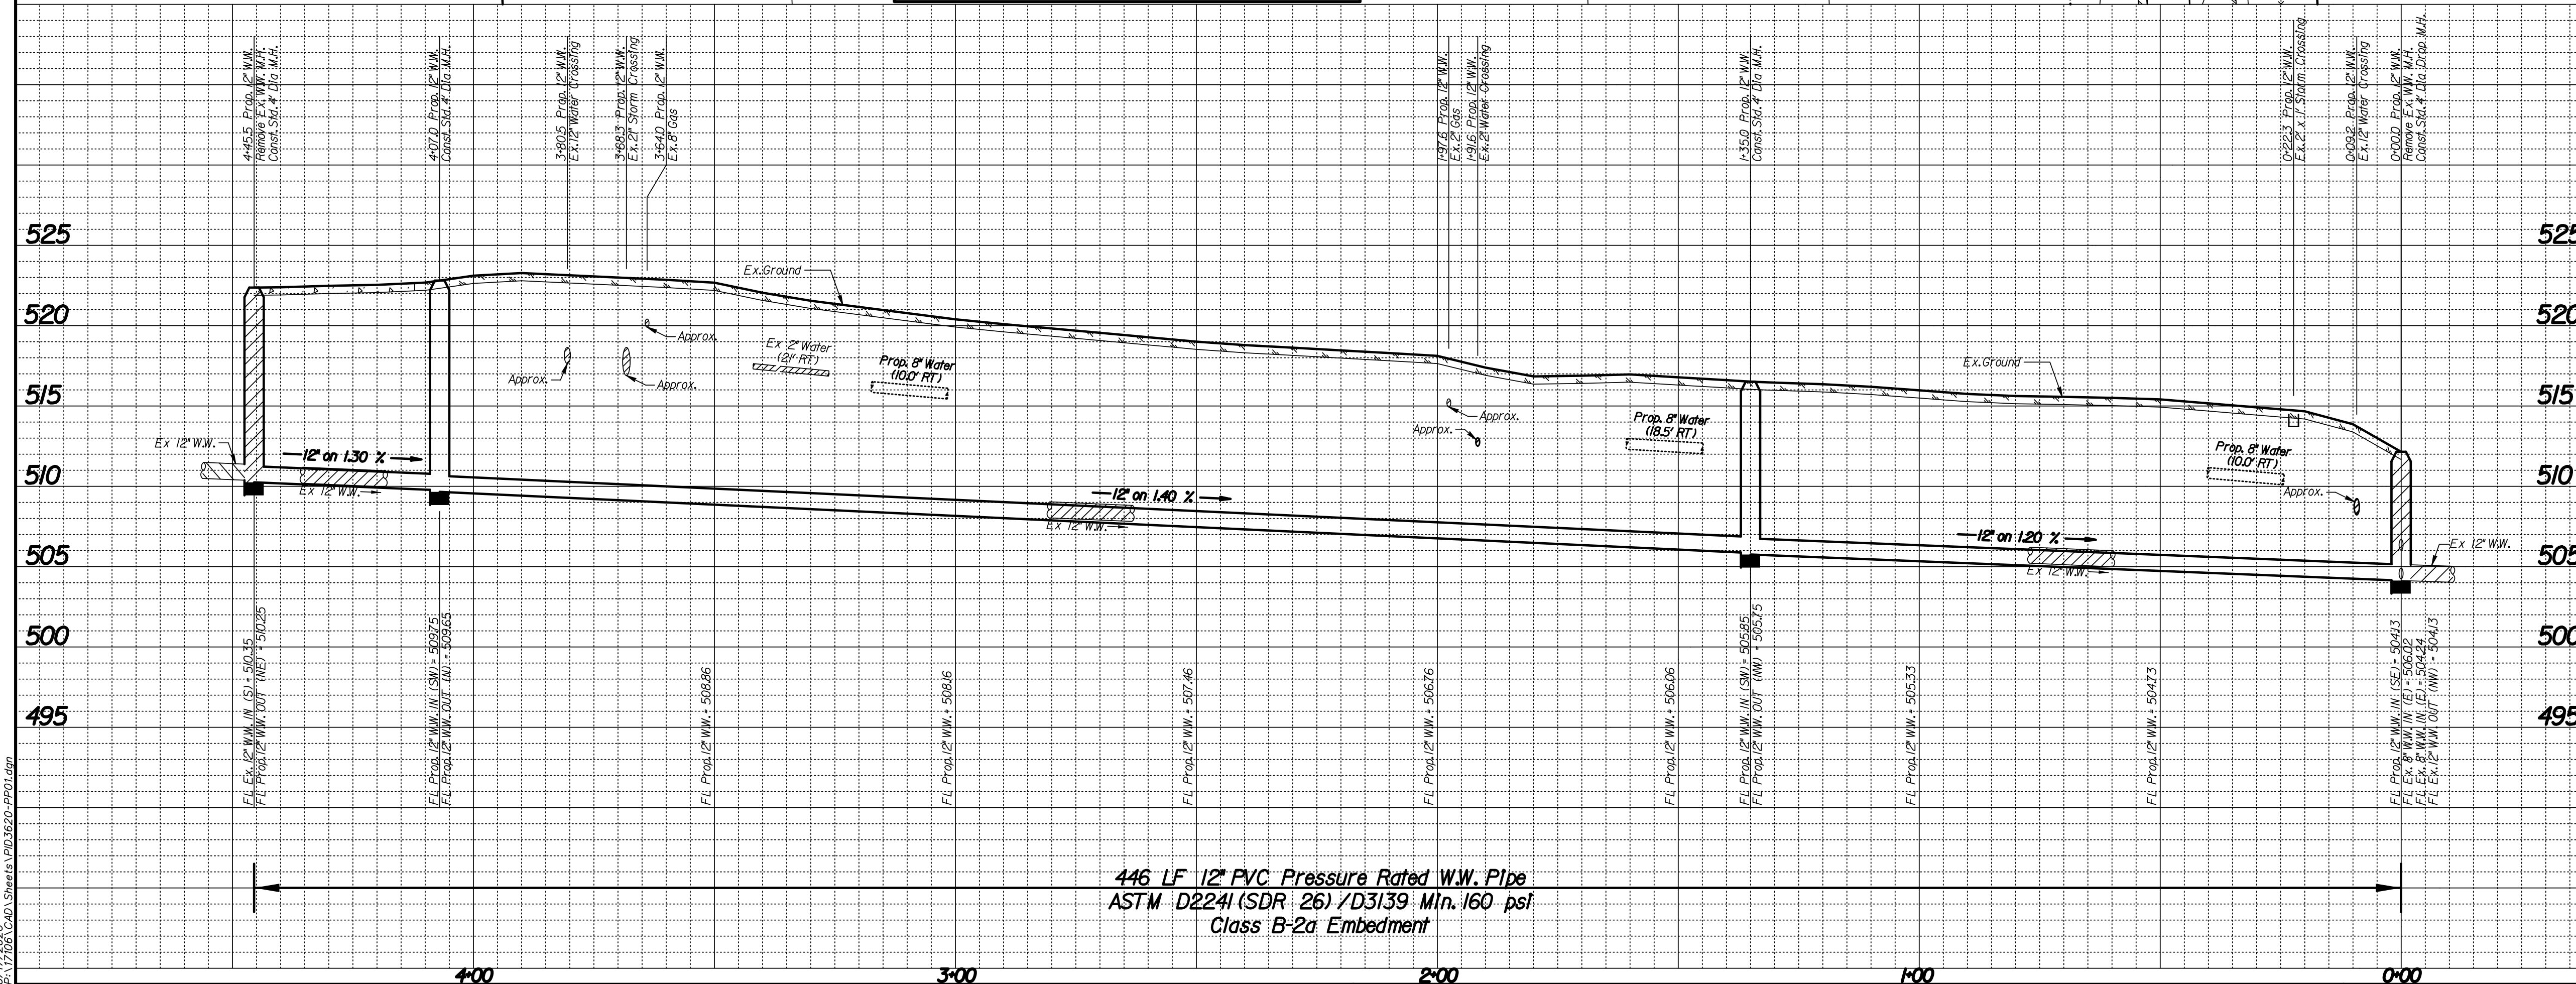 4+45.5 Prop. 12" W.W.
Remove Ex. W.W. M.H.
Const. Std. 4' Dia M.H.
4+07.0 Prop. 12" W.W.
Const. Std. 4' Dia M.H.
3+80.5 Prop. 12" W.W.
Ex. 12" Water Crossing
3+68.3 Prop. 12" W.W.
Ex. 21" Storm Crossing
3+64.0 Prop. 12" W.W.
Ex. 8" Gas
1+97.6 Prop. 12" W.W.
Ex. 2" Gas
1+91.6 Prop. 12" W.W.
Ex. 2" Water Crossing
1+35.0 Prop. 12" W.W.
Const. Std. 4' Dia M.H.
0+22.3 Prop. 12" W.W.
Ex. 2' x 1' Storm Crossing
0+09.2 Prop. 12" W.W.
Ex. 12" Water Crossing
0+00.0 Prop. 12" W.W.
Remove Ex. W.W. M.H.
Const. Std. 4' Dia Drop M.H.
525
525
520
520
515
515
510
510
505
505
500
500
495
495
Ex. Ground
Approx.
Approx.
Approx.
Ex 2" Water
(21' RT)
Prop. 8" Water
(10.0' RT)
Approx.
Approx.
Ex. Ground
Prop. 8" Water
(18.5' RT)
Prop. 8" Water
(10.0' RT)
Approx.
Ex 12" W.W.
12" on 1.30 %
Ex 12" W.W.
12" on 1.40 %
Ex 12" W.W.
12" on 1.20 %
Ex 12" W.W.
Ex 12" W.W.
FL Ex. 12" W.W. IN (S) = 510.35
FL Prop. 12" W.W. OUT (NE) = 510.25
FL Prop. 12" W.W. IN (SW) = 509.75
FL Prop. 12" W.W. OUT (N) = 509.65
FL Prop. 12" W.W. = 508.86
FL Prop. 12" W.W. = 508.16
FL Prop. 12" W.W. = 507.46
FL Prop. 12" W.W. = 506.76
FL Prop. 12" W.W. = 506.06
FL Prop. 12" W.W. IN (SW) = 505.85
FL Prop. 12" W.W. OUT (NW) = 505.75
FL Prop. 12" W.W. = 505.33
FL Prop. 12" W.W. = 504.73
FL Prop. 12" W.W. IN (SE) = 504.13
FL Ex. 8" W.W. IN (E) = 506.02
FL Ex. 8" W.W. IN (E) = 504.24
FL Ex. 12" W.W. OUT (NW) = 504.13
446 LF 12" PVC Pressure Rated W.W. Pipe
ASTM D2241 (SDR 26) /D3139 Min. 160 psi
Class B-2a Embedment
4+00
3+00
2+00
1+00
0+00
P:\17106\CAD\Sheets\PID3620-PP01.dgn